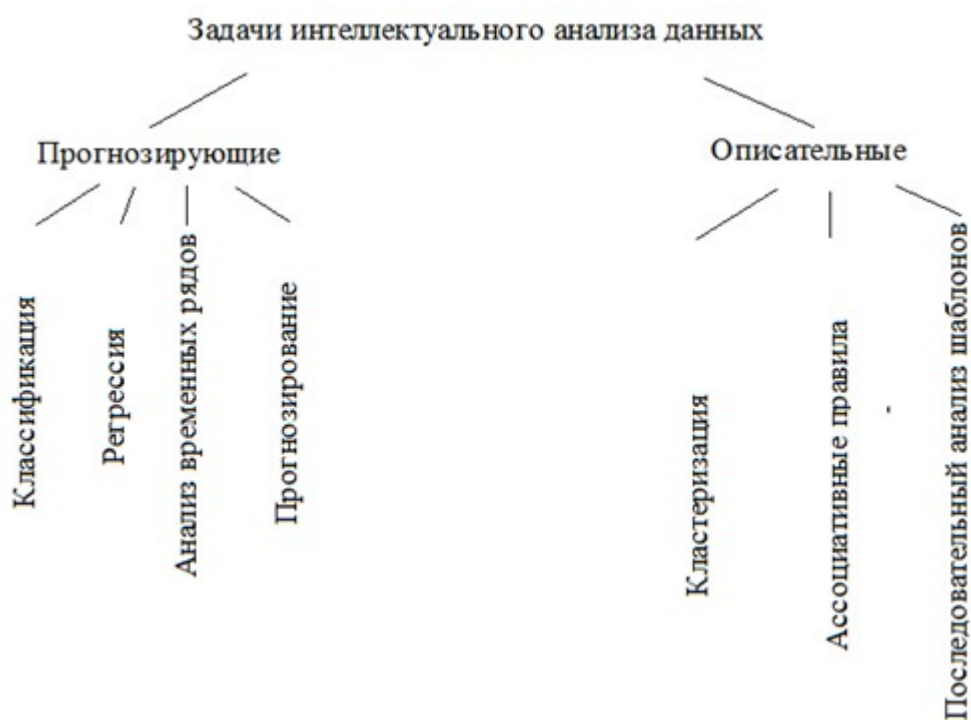 Задачи интеллектуального анализа данных
Прогнозирующие
Описательные
Классификация
Регрессия
Анализ временных рядов
Прогнозирование
Кластеризация
Ассоциативные правила
Последовательный анализ шаблонов